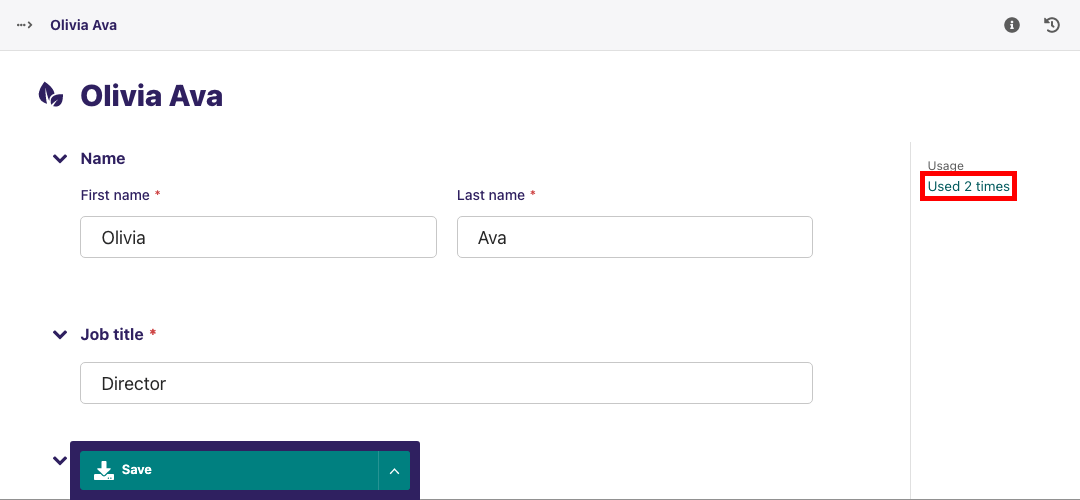 Olivia Ava
Olivia Ava
Name
First name *
Last name *
Olivia
Ava
Usage
Used 2 times
Job title *
Director
Save